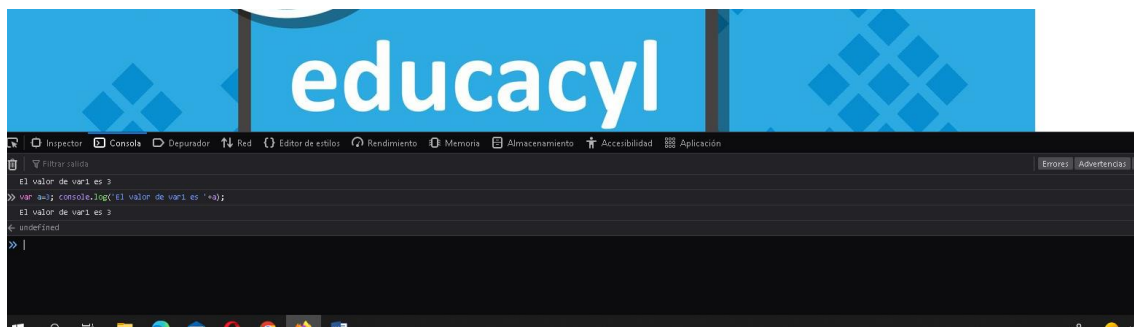 educacyl
Inspector Consola Depurador Red Editor de estilos Rendimiento Memoria Almacenamiento Accesibilidad Aplicación
Filtrar salida Errores Advertencias
El valor de var1 es 3
» var a=3; console.log('El valor de var1 es '+a);
El valor de var1 es 3
← undefined
»